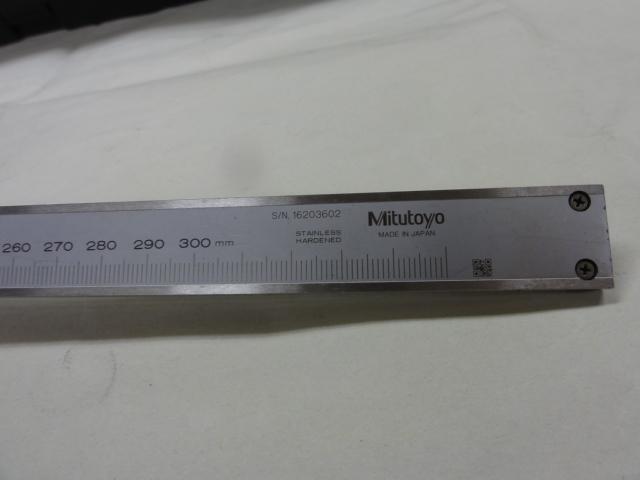 S/N. 16203602
Mitutoyo
STAINLESS
HARDENED
MADE IN JAPAN
260 270 280 290 300 mm